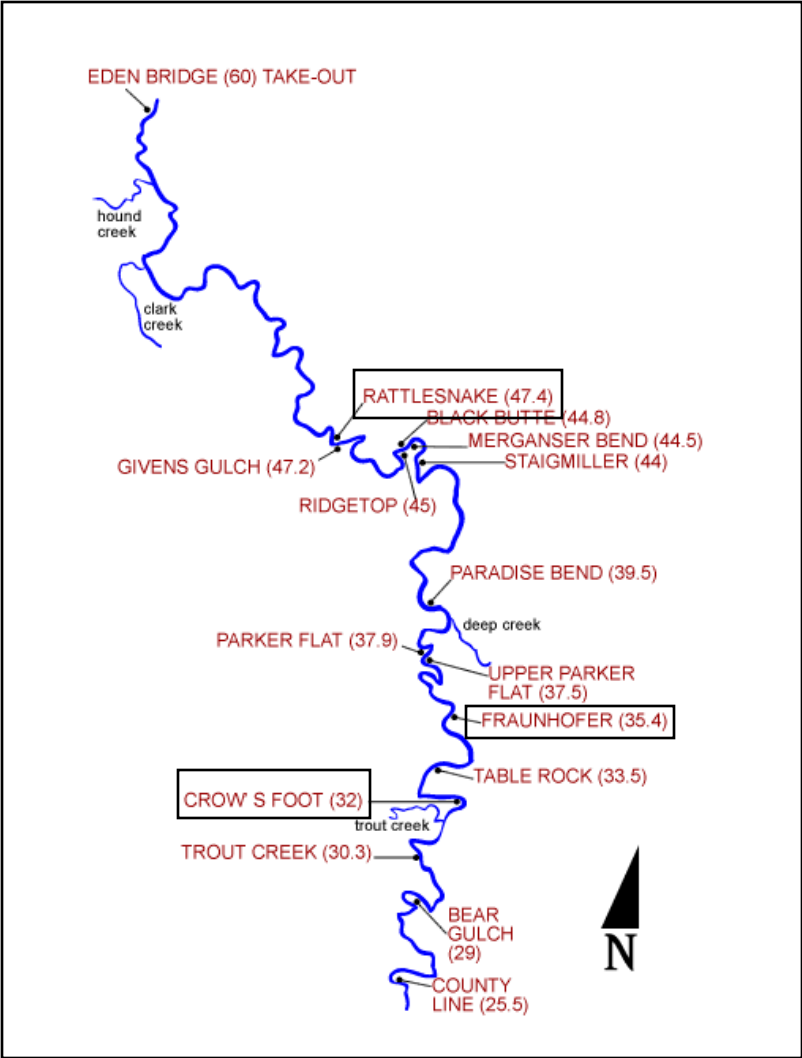 EDEN BRIDGE (60) TAKE-OUT
hound
creek
clark
creek
RATTLESNAKE (47.4)
BLACK BUTTE (44.8)
MERGANSER BEND (44.5)
GIVENS GULCH (47.2)
STAIGMILLER (44)
RIDGETOP (45)
PARADISE BEND (39.5)
deep creek
PARKER FLAT (37.9)
UPPER PARKER
FLAT (37.5)
FRAUNHOFER (35.4)
TABLE ROCK (33.5)
CROW' S FOOT (32)
trout creek
TROUT CREEK (30.3)
BEAR
GULCH
(29)
N
COUNTY
LINE (25.5)